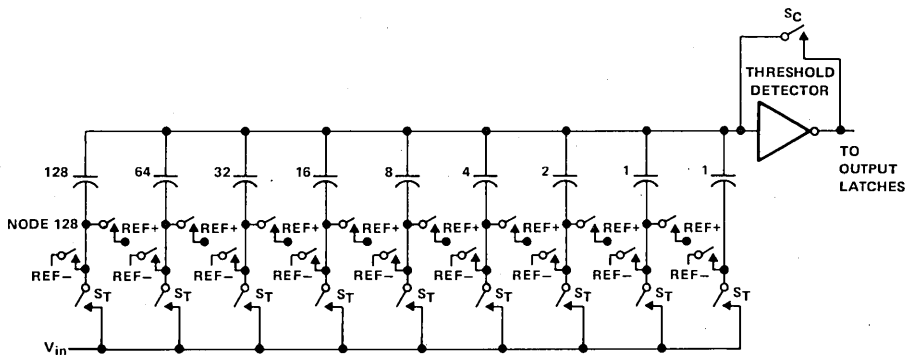 SC
THRESHOLD
DETECTOR
TO
OUTPUT
LATCHES
128 64 32 16 8 4 2 1 1
NODE 128
REF+ REF+ REF+ REF+ REF+ REF+ REF+ REF+
REF− REF− REF− REF− REF− REF− REF− REF− REF−
ST ST ST ST ST ST ST ST ST
Vin